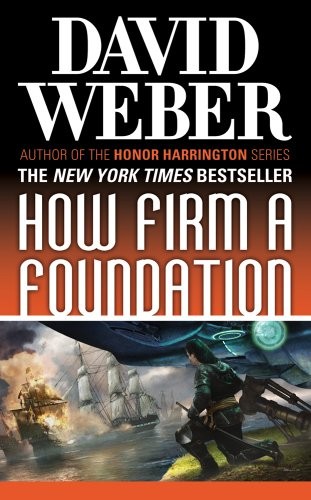 DAVID
WEBER
AUTHOR OF THE HONOR HARRINGTON SERIES
THE NEW YORK TIMES BESTSELLER
HOW FIRM A
FOUNDATION